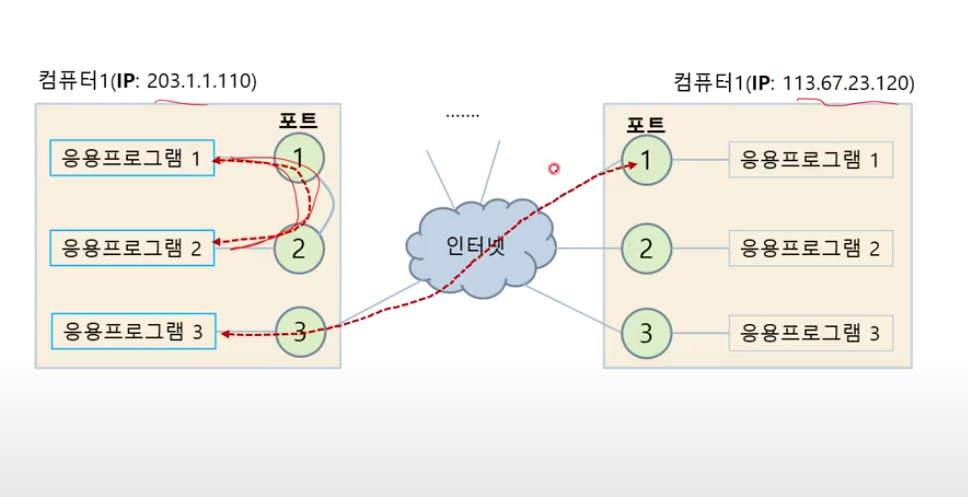 컴퓨터1(IP: 203.1.1.110)
포트
응용프로그램 1
1
응용프로그램 2
2
응용프로그램 3
3
.......
인터넷
컴퓨터1(IP: 113.67.23.120)
포트
1
응용프로그램 1
2
응용프로그램 2
3
응용프로그램 3